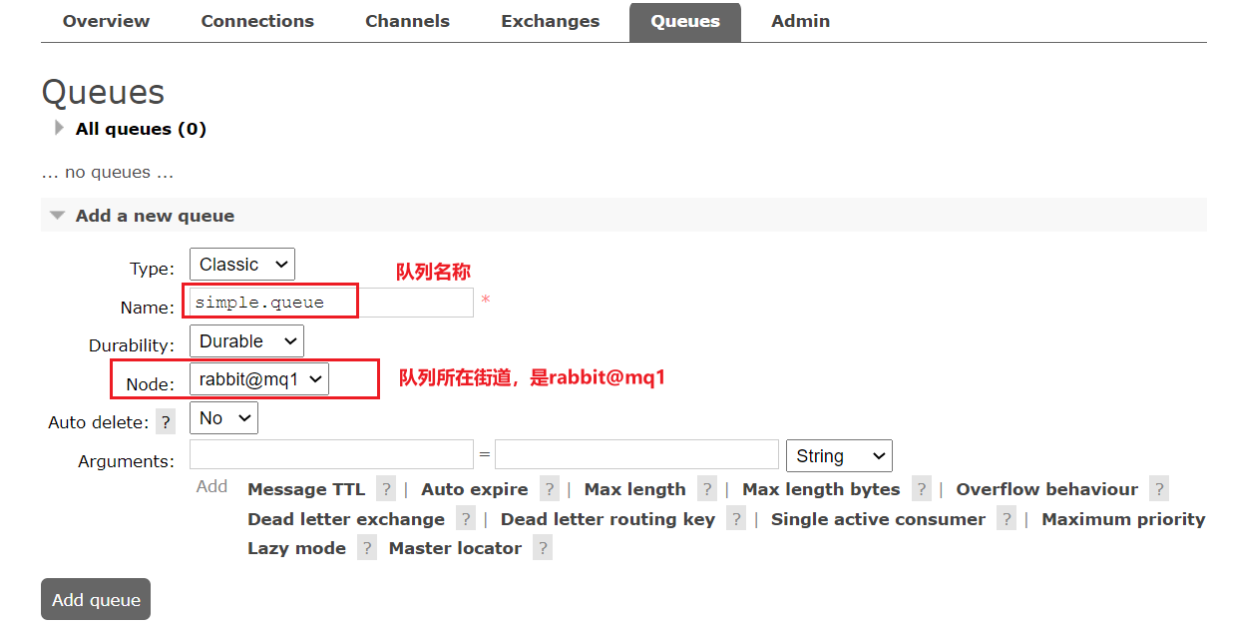 Overview Connections Channels Exchanges Queues Admin
Queues
All queues (0)
... no queues ...
Add a new queue
Type: Classic
队列名称
Name: simple.queue *
Durability: Durable
Node: rabbit@mq1 队列所在街道，是rabbit@mq1
Auto delete: ? No
Arguments: = String
Add Message TTL ? | Auto expire ? | Max length ? | Max length bytes ? | Overflow behaviour ?
Dead letter exchange ? | Dead letter routing key ? | Single active consumer ? | Maximum priority
Lazy mode ? Master locator ?
Add queue